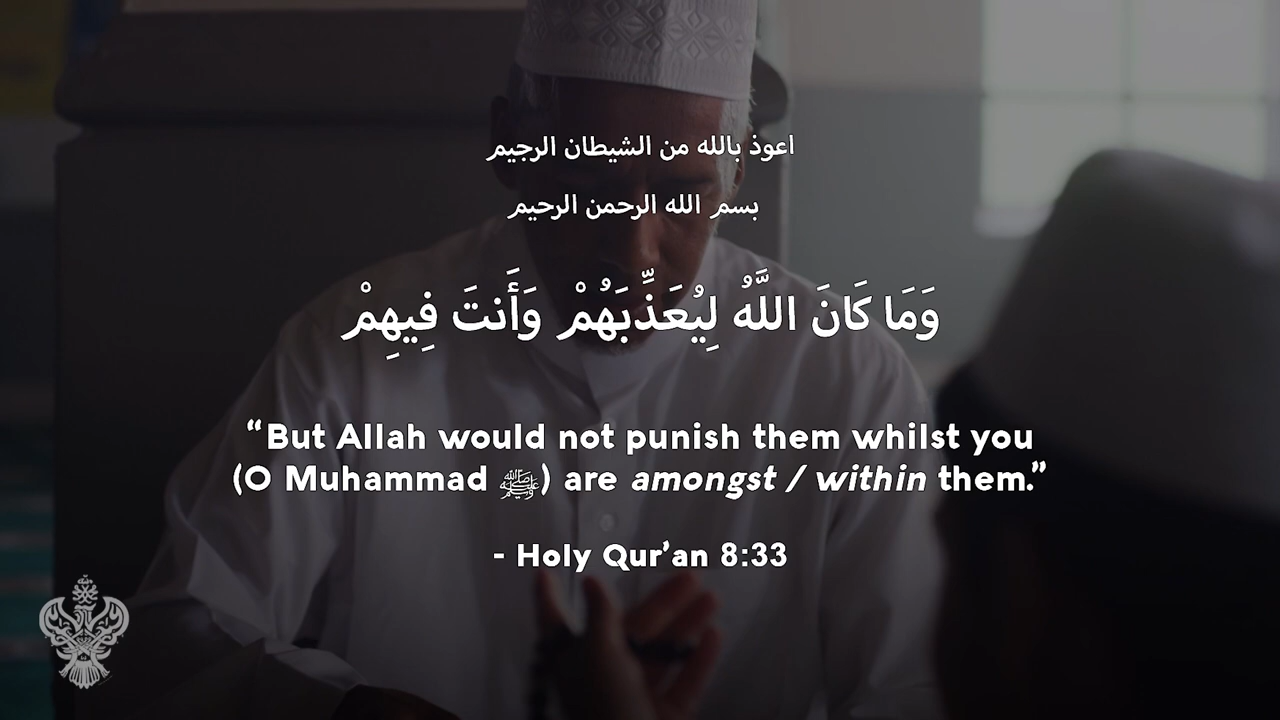 اعوذ بالله من الشيطان الرجيم
بسم الله الرحمن الرحيم
وَمَا كَانَ اللَّهُ لِيُعَذِّبَهُمْ وَأَنتَ فِيهِمْ
“But Allah would not punish them whilst you
(O Muhammad ﷺ) are amongst / within them.”
- Holy Qur’an 8:33